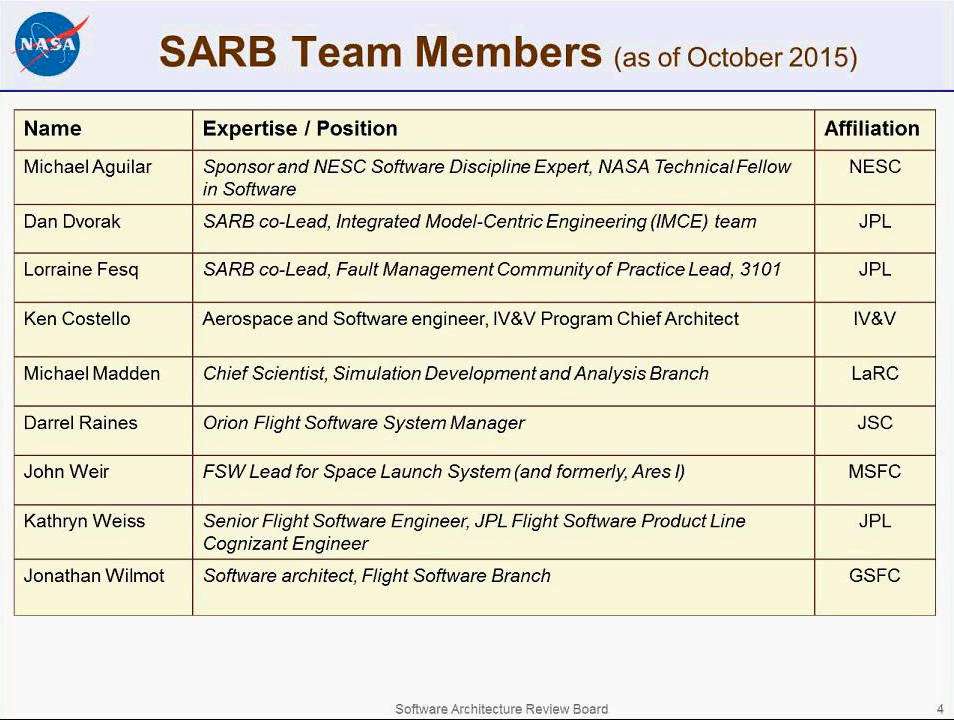 NASA
SARB Team Members (as of October 2015)
Name Expertise / Position Affiliation
Michael Aguilar Sponsor and NESC Software Discipline Expert, NASA Technical Fellow NESC
in Software
Dan Dvorak SARB co-Lead, Integrated Model-Centric Engineering (IMCE) team JPL
Lorraine Fesq SARB co-Lead, Fault Management Community of Practice Lead, 3101 JPL
Ken Costello Aerospace and Software engineer, IV&V Program Chief Architect IV&V
Michael Madden Chief Scientist, Simulation Development and Analysis Branch LaRC
Darrel Raines Orion Flight Software System Manager JSC
John Weir FSW Lead for Space Launch System (and formerly, Ares I) MSFC
Kathryn Weiss Senior Flight Software Engineer, JPL Flight Software Product Line JPL
Cognizant Engineer
Jonathan Wilmot Software architect, Flight Software Branch GSFC
Software Architecture Review Board 4